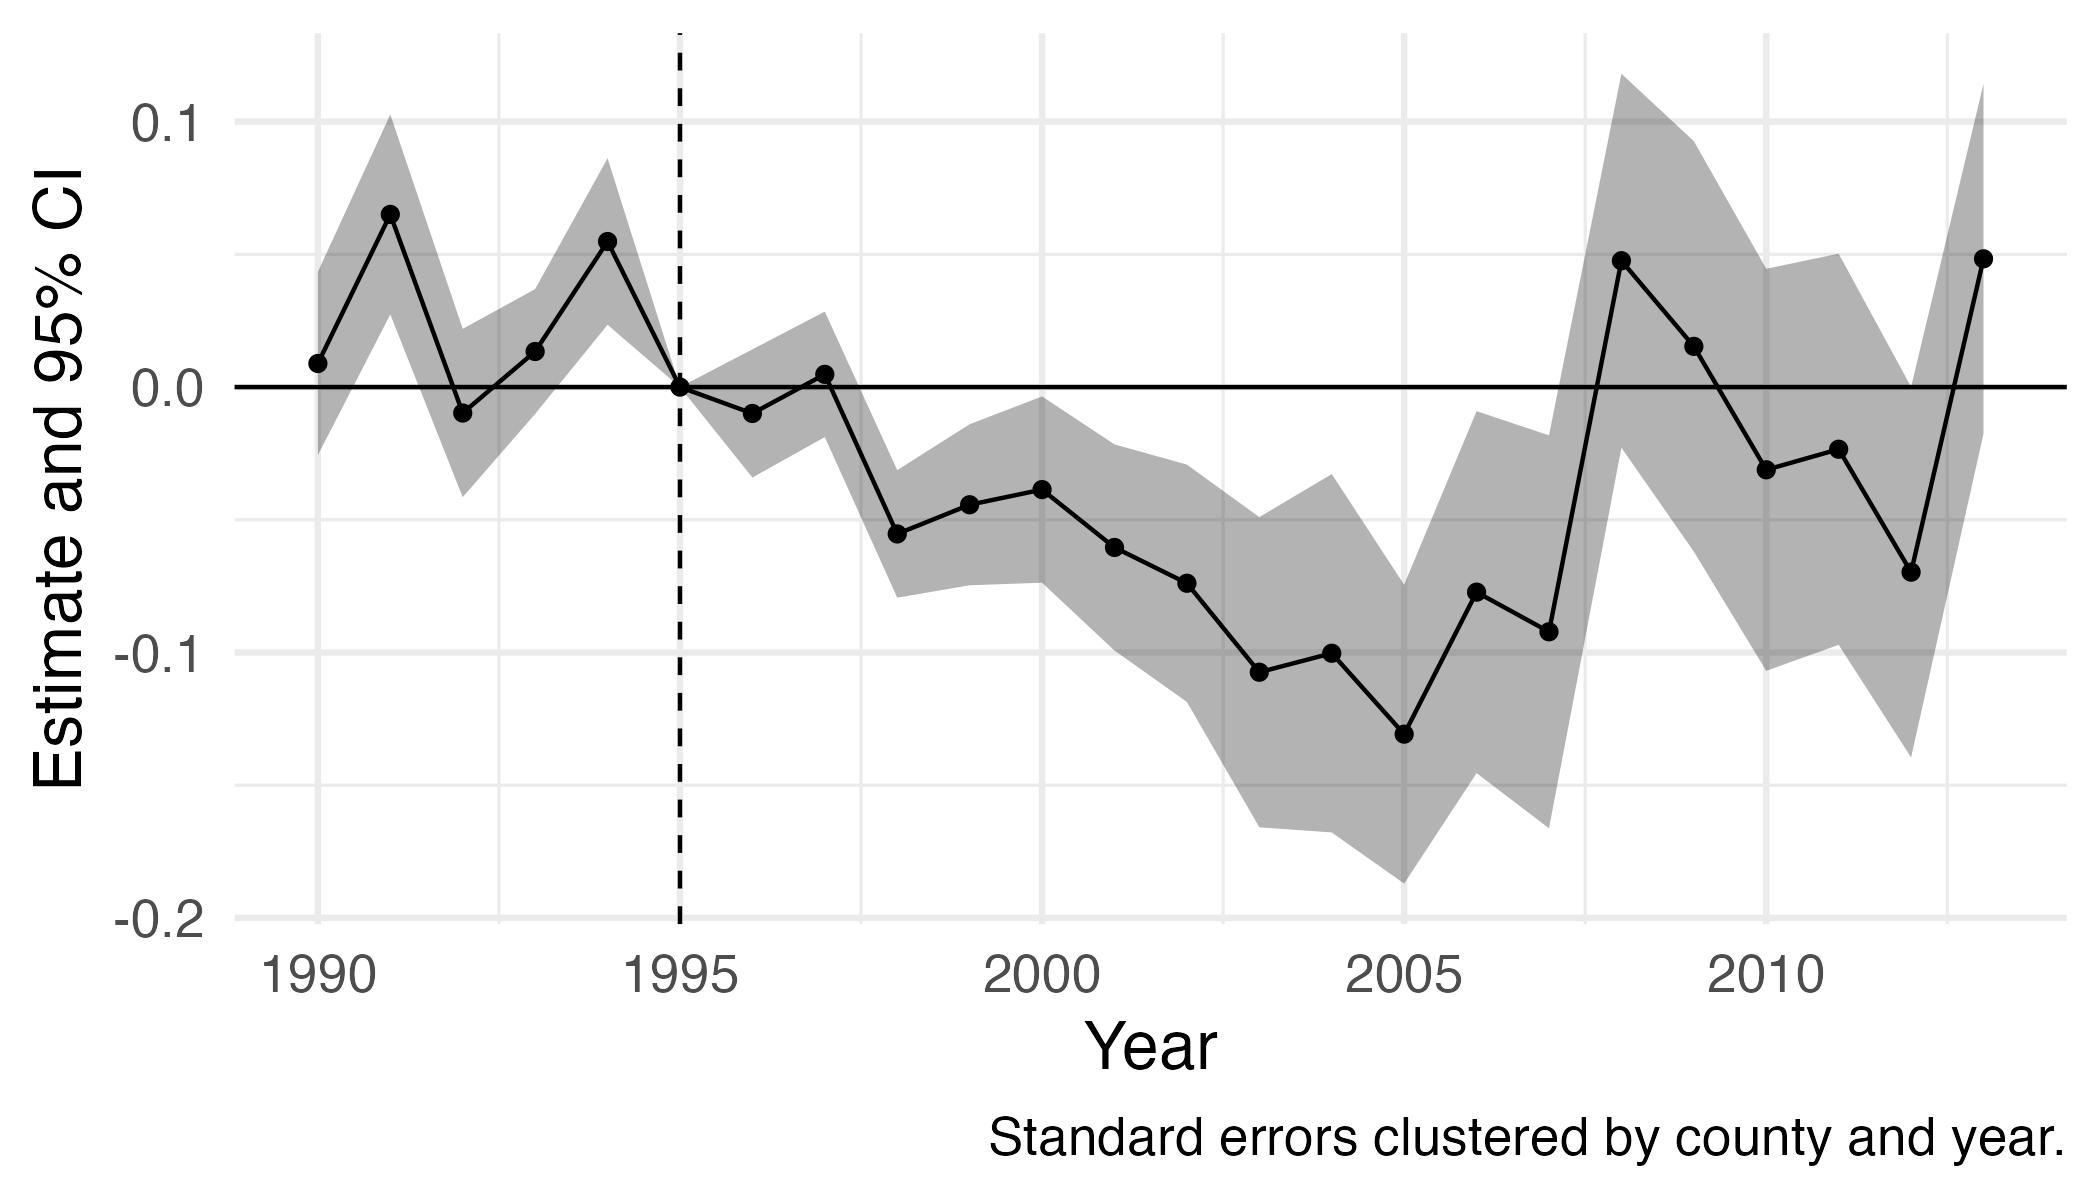 Estimate and 95% CI
0.1
0.0
-0.1
-0.2
1990 1995 2000 2005 2010
Year
Standard errors clustered by county and year.